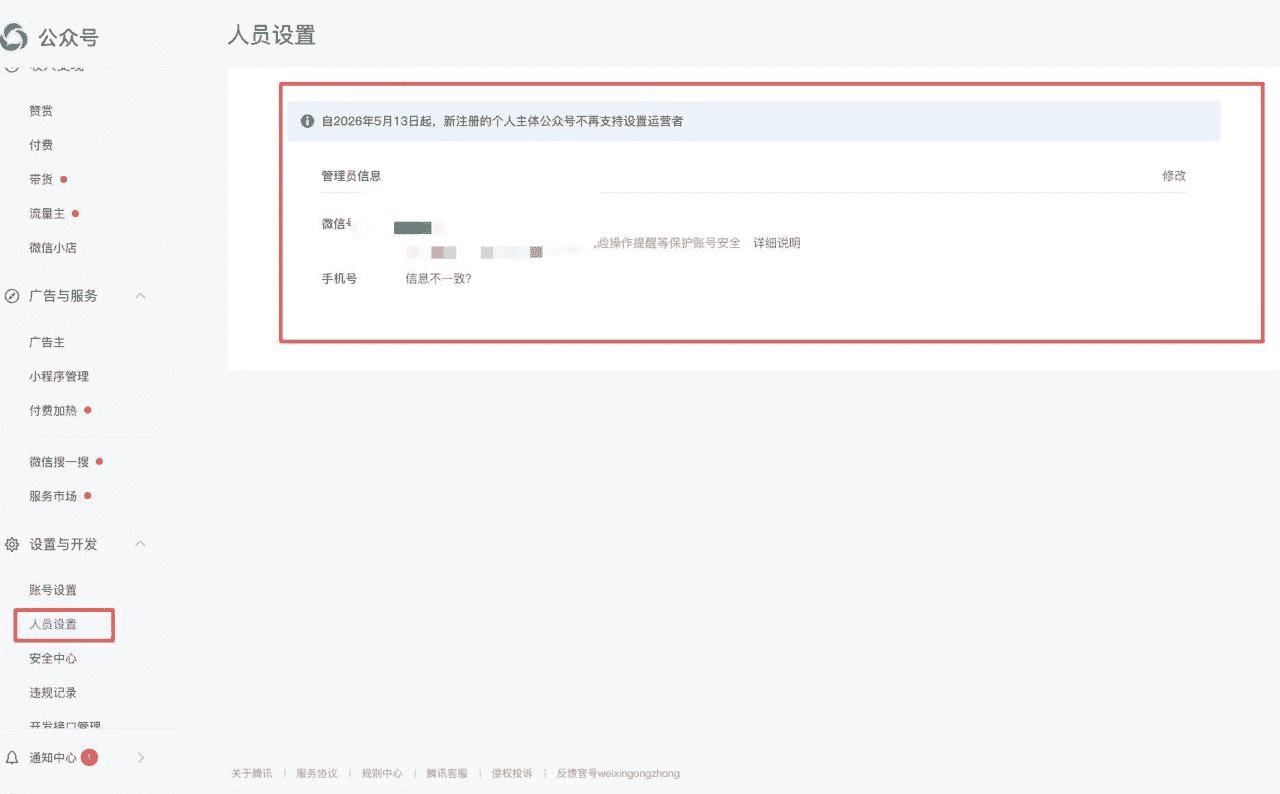 公众号
赞赏
付费
带货
流量主
微信小店
广告与服务
广告主
小程序管理
付费加热
微信搜一搜
服务市场
设置与开发
账号设置
人员设置
安全中心
违规记录
开发接口管理
通知中心 1
人员设置
自2026年5月13日起，新注册的个人主体公众号不再支持设置运营者
管理员信息 修改
微信号
险操作提醒等保护账号安全 详细说明
手机号 信息不一致?
关于腾讯 | 服务协议 | 规则中心 | 腾讯客服 | 侵权投诉 | 反馈官号weixingongzhong